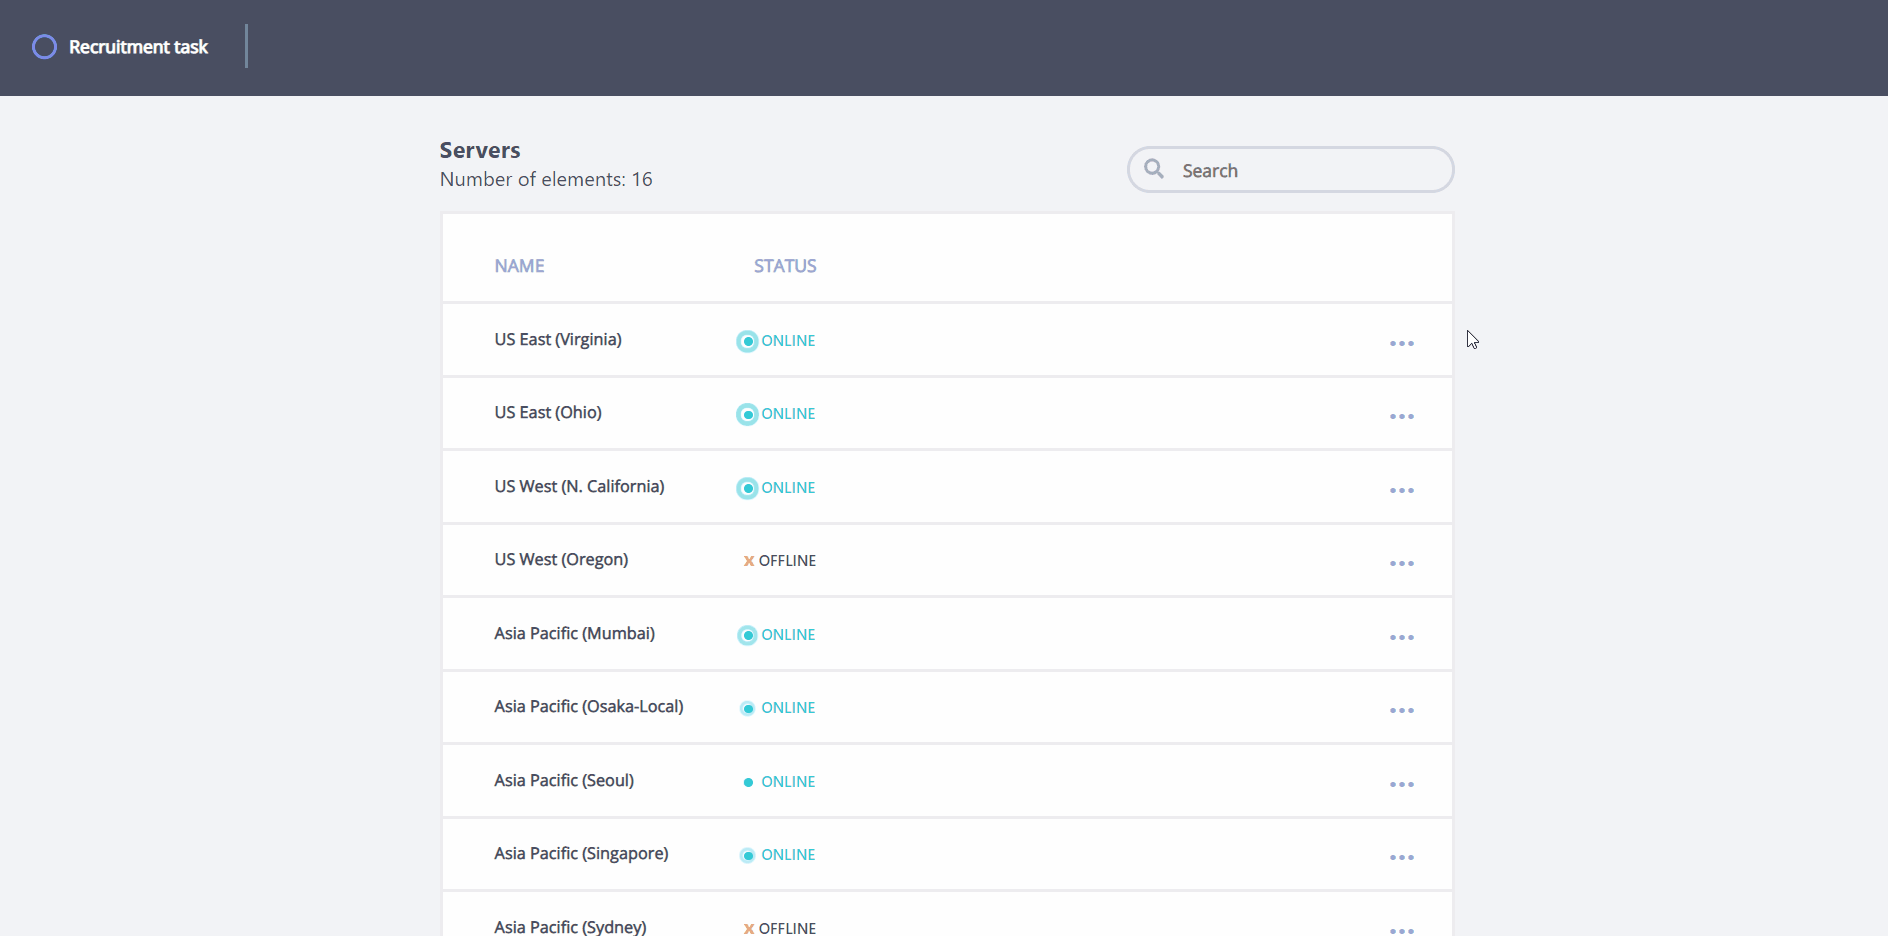 Recruitment task
Servers
Number of elements: 16
Search
NAME STATUS
US East (Virginia) ONLINE
US East (Ohio) ONLINE
US West (N. California) ONLINE
US West (Oregon) x OFFLINE
Asia Pacific (Mumbai) ONLINE
Asia Pacific (Osaka-Local) ONLINE
Asia Pacific (Seoul) ONLINE
Asia Pacific (Singapore) ONLINE
Asia Pacific (Sydney) x OFFLINE